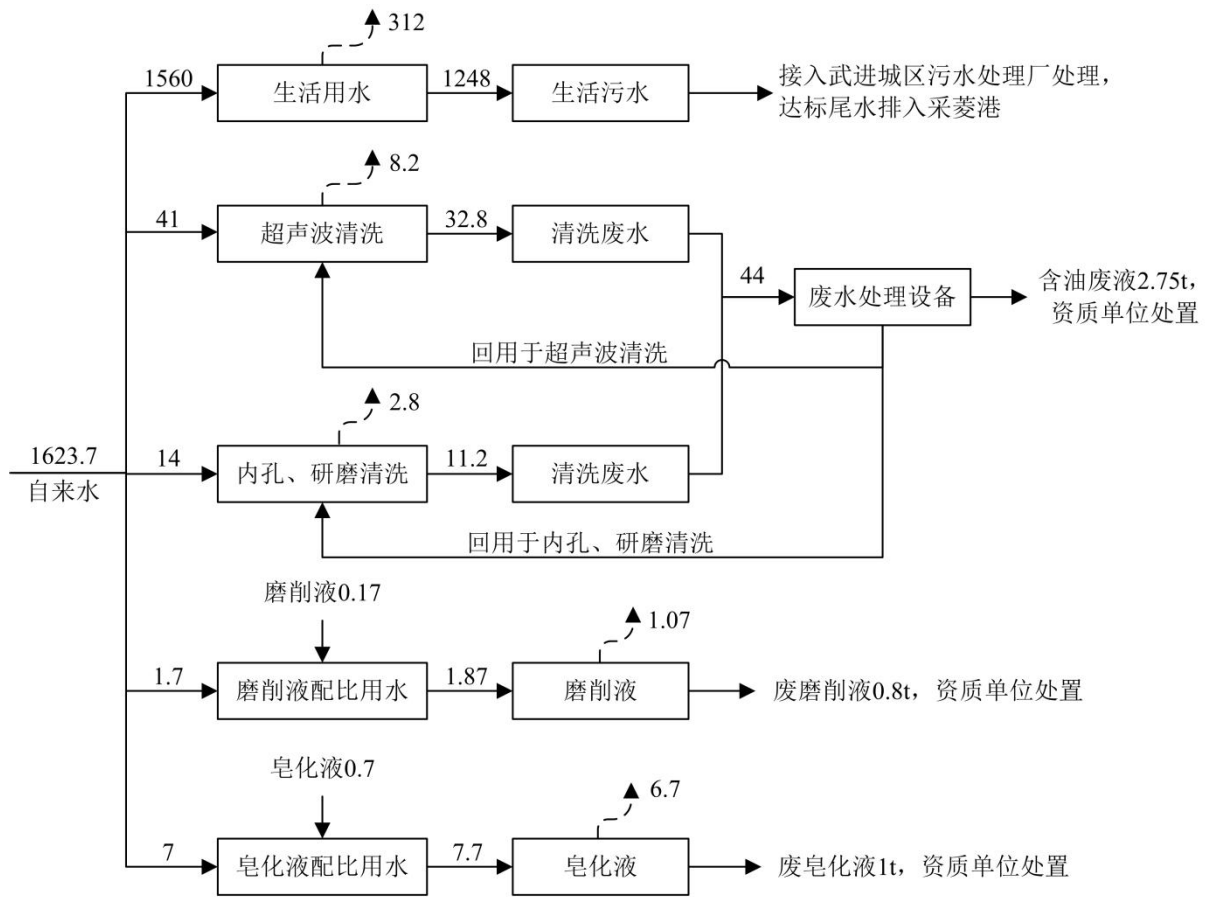 312
1560
生活用水
1248
生活污水
接入武进城区污水处理厂处理，
达标尾水排入采菱港
8.2
41
超声波清洗
32.8
清洗废水
44
废水处理设备
含油废液2.75t，
资质单位处置
回用于超声波清洗
2.8
1623.7
自来水
14
内孔、研磨清洗
11.2
清洗废水
回用于内孔、研磨清洗
磨削液0.17
1.07
1.7
磨削液配比用水
1.87
磨削液
废磨削液0.8t，资质单位处置
皂化液0.7
6.7
7
皂化液配比用水
7.7
皂化液
废皂化液1t，资质单位处置